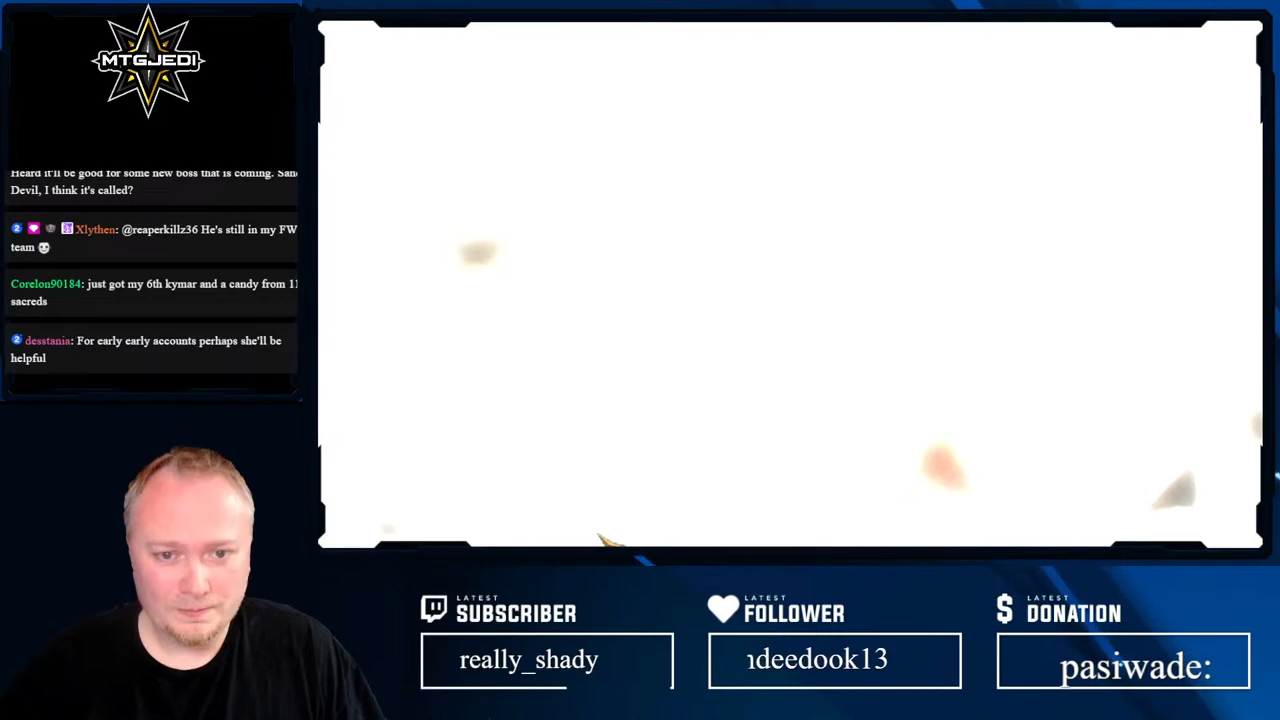 MTGJEDI
Heard it'll be good for some new boss that is coming. San
Devil, I think it's called?
Xlythen: @reaperkillz36 He's still in my FW
team
Corelon90184: just got my 6th kymar and a candy from 11
sacreds
desstania: For early early accounts perhaps she'll be
helpful
LATEST
SUBSCRIBER
really_shady
LATEST
FOLLOWER
ndeedook13
LATEST
DONATION
pasiwade: